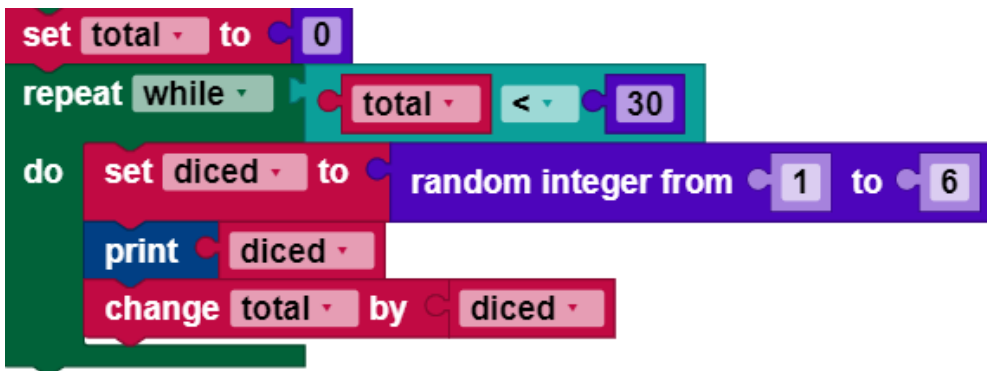 set total to 0
repeat while total < 30
do set diced to random integer from 1 to 6
print diced
change total by diced